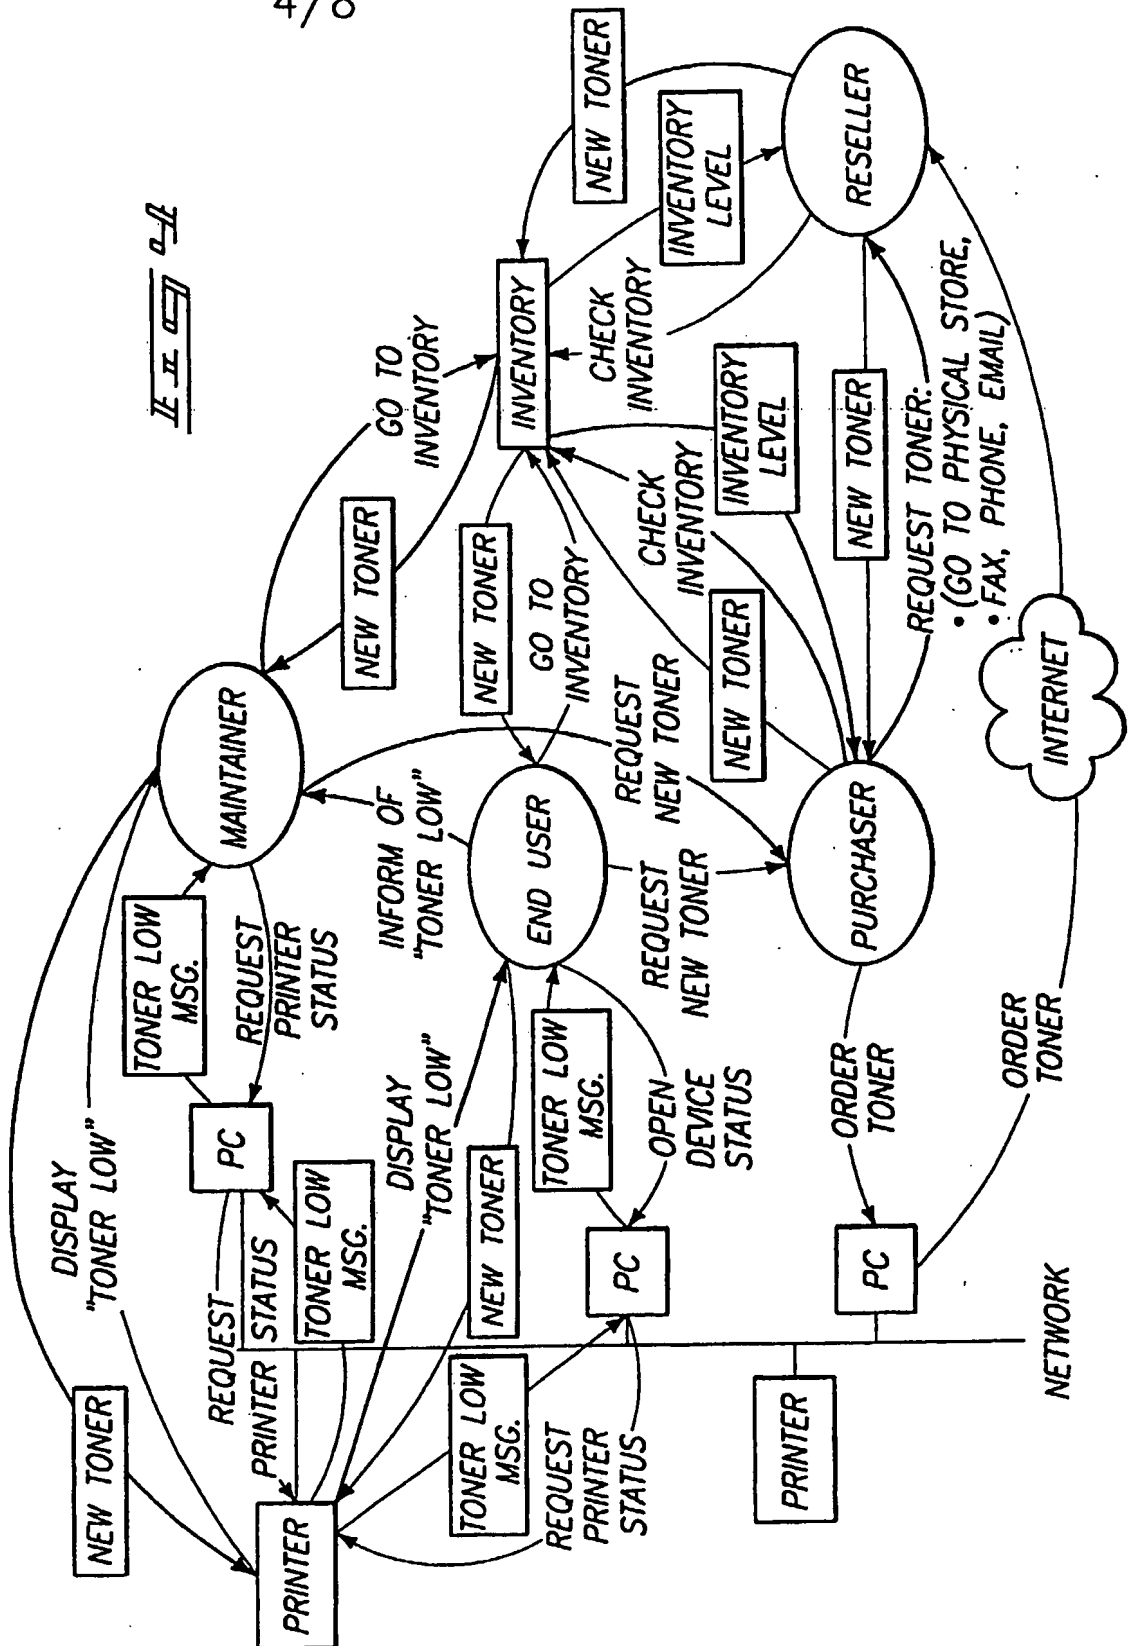 4/8
FIG 4
NEW TONER
DISPLAY
"TONER LOW"
MAINTAINER
GO TO
INVENTORY
NEW TONER
TONER LOW
MSG.
REQUEST
PRINTER
STATUS
PC
REQUEST
PRINTER STATUS
TONER LOW
MSG.
PRINTER
INFORM OF
"TONER LOW"
DISPLAY
"TONER LOW"
NEW TONER
END USER
NEW TONER
GO TO
INVENTORY
INVENTORY
NEW TONER
INVENTORY
LEVEL
CHECK
INVENTORY
RESELLER
TONER LOW
MSG.
OPEN
DEVICE
STATUS
PC
TONER LOW
MSG.
REQUEST
PRINTER
STATUS
REQUEST
NEW TONER
REQUEST
NEW TONER
NEW TONER
CHECK
INVENTORY
INVENTORY
LEVEL
NEW TONER
PURCHASER
REQUEST TONER:
• (GO TO PHYSICAL STORE,
• FAX, PHONE, EMAIL)
ORDER
TONER
PC
PRINTER
NETWORK
ORDER
TONER
INTERNET